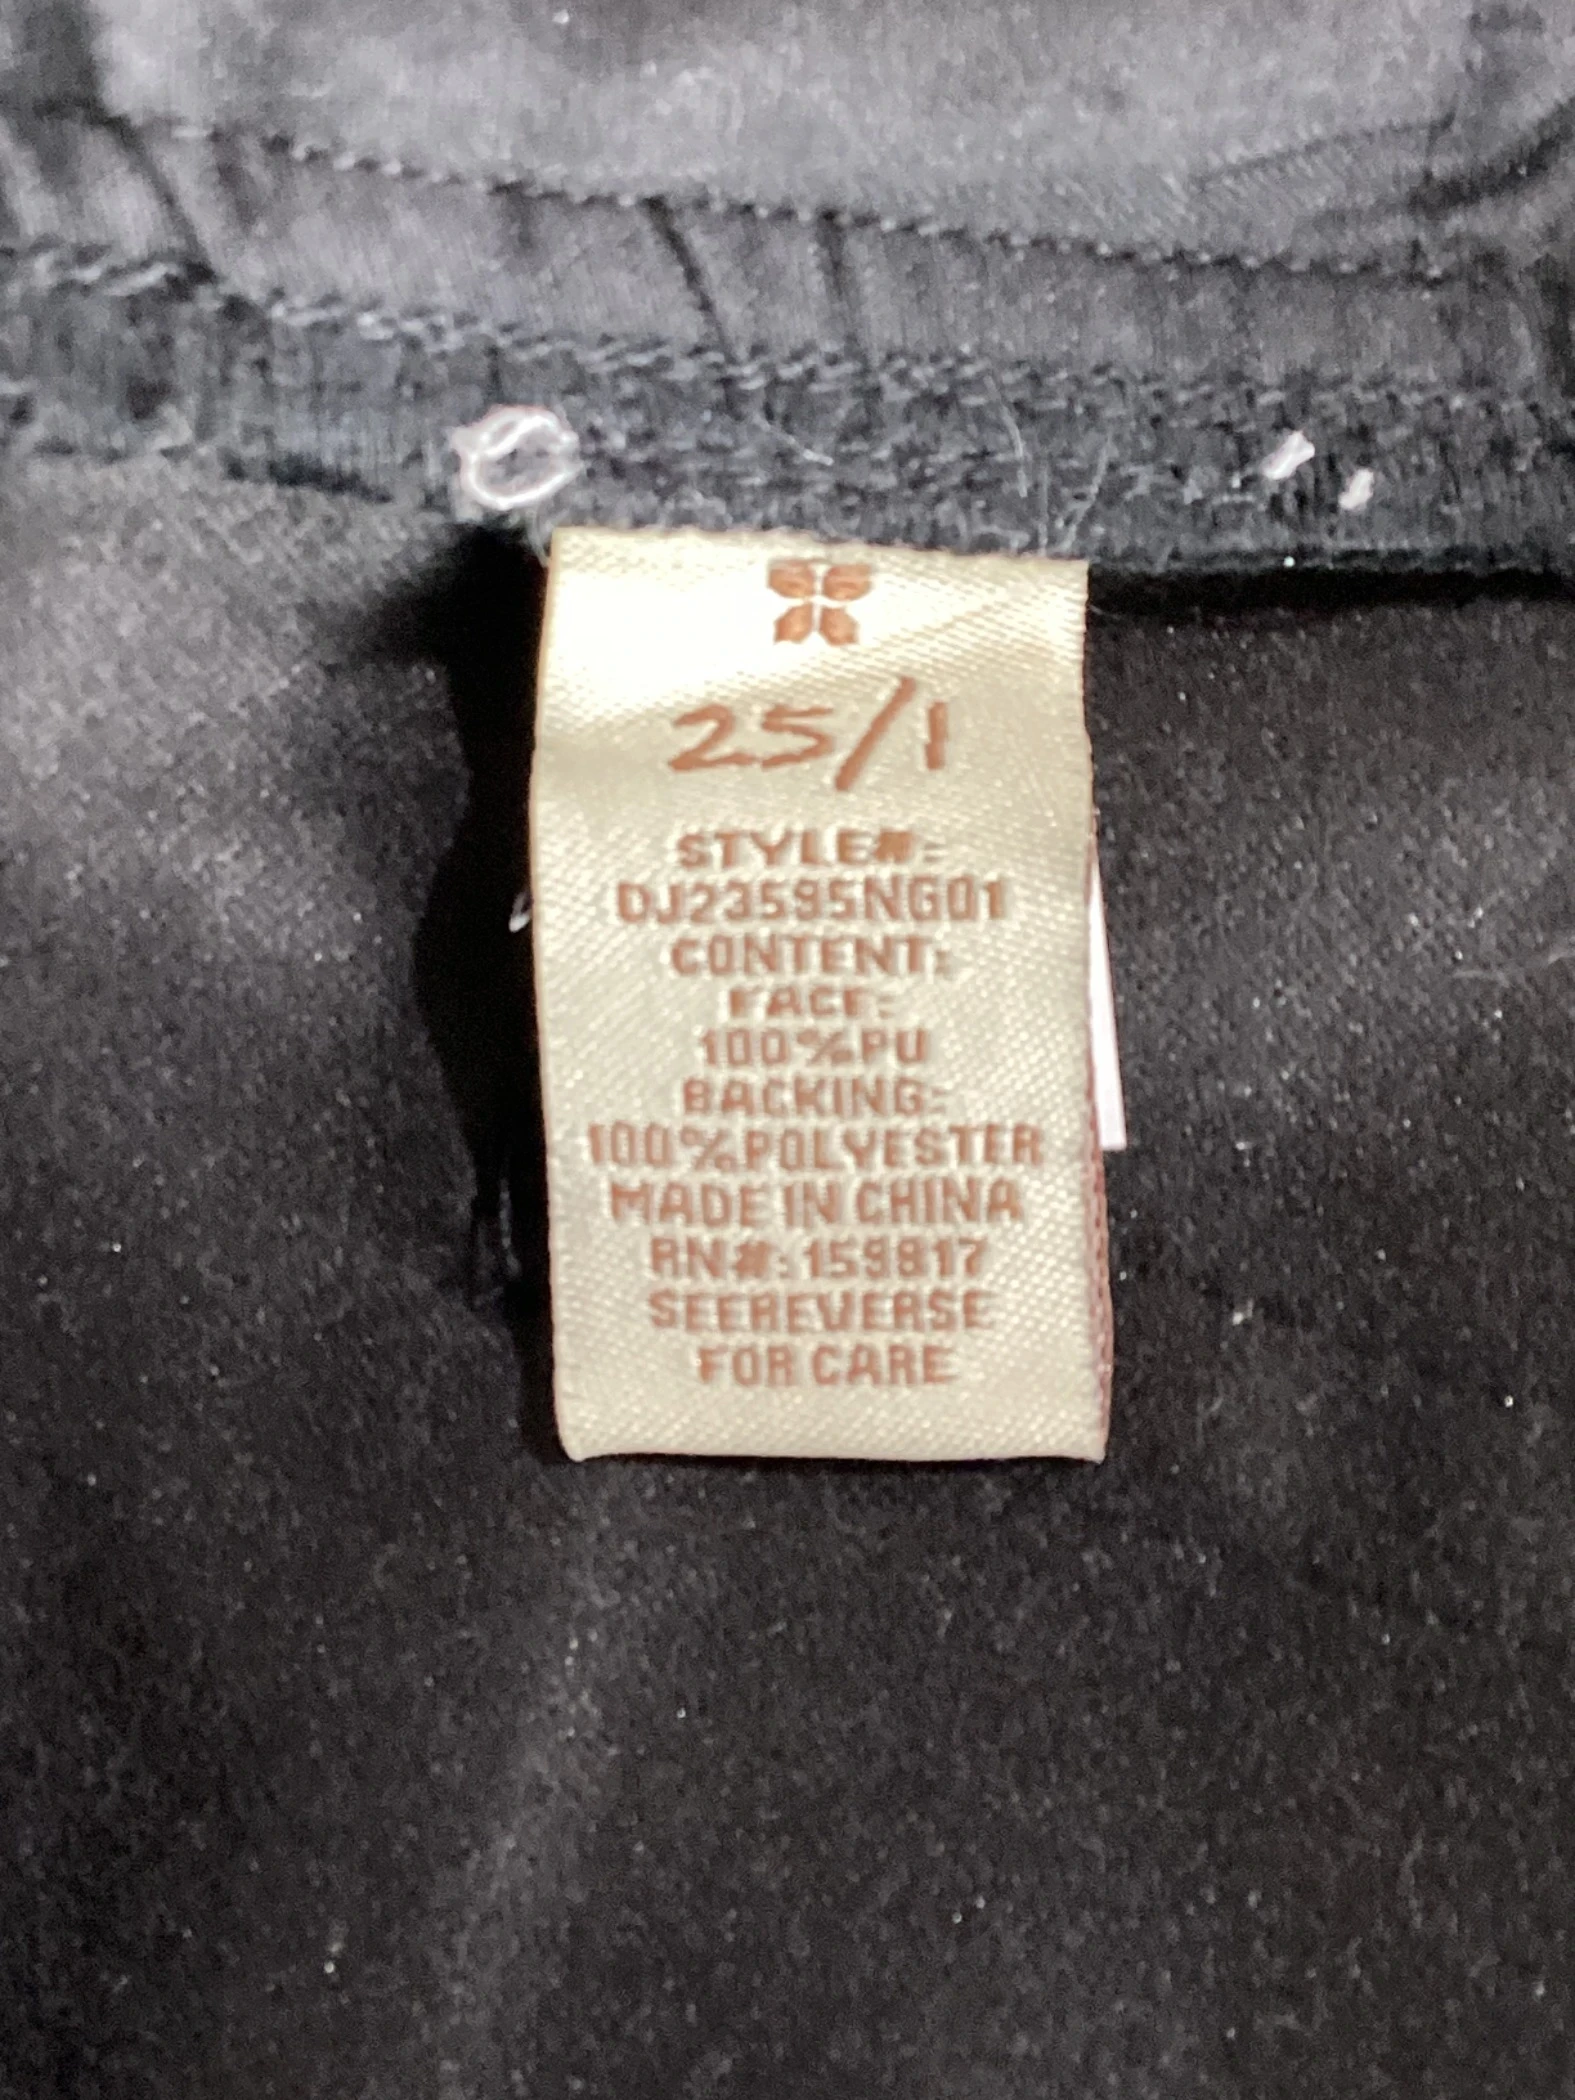 25/1
STYLE#:
DJ23595NG01
CONTENT:
FACE:
100%PU
BACKING:
100%POLYESTER
MADE IN CHINA
RN#:159817
SEEREVERSE
FOR CARE